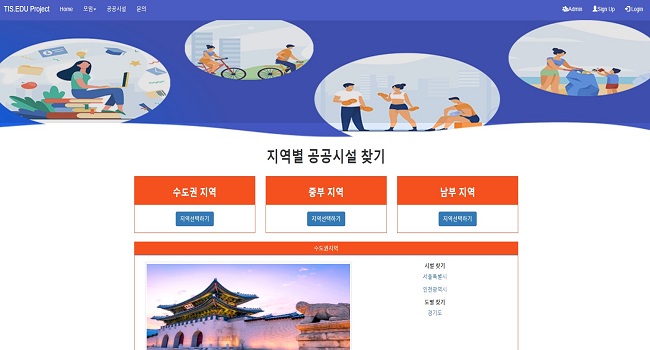 TIS.EDU Project Home 모임 공공시설 문의 Admin Sign Up Login
지역별 공공시설 찾기
수도권 지역 중부 지역 남부 지역
지역선택하기 지역선택하기 지역선택하기
수도권지역
시별 찾기
서울특별시
인천광역시
도별 찾기
경기도